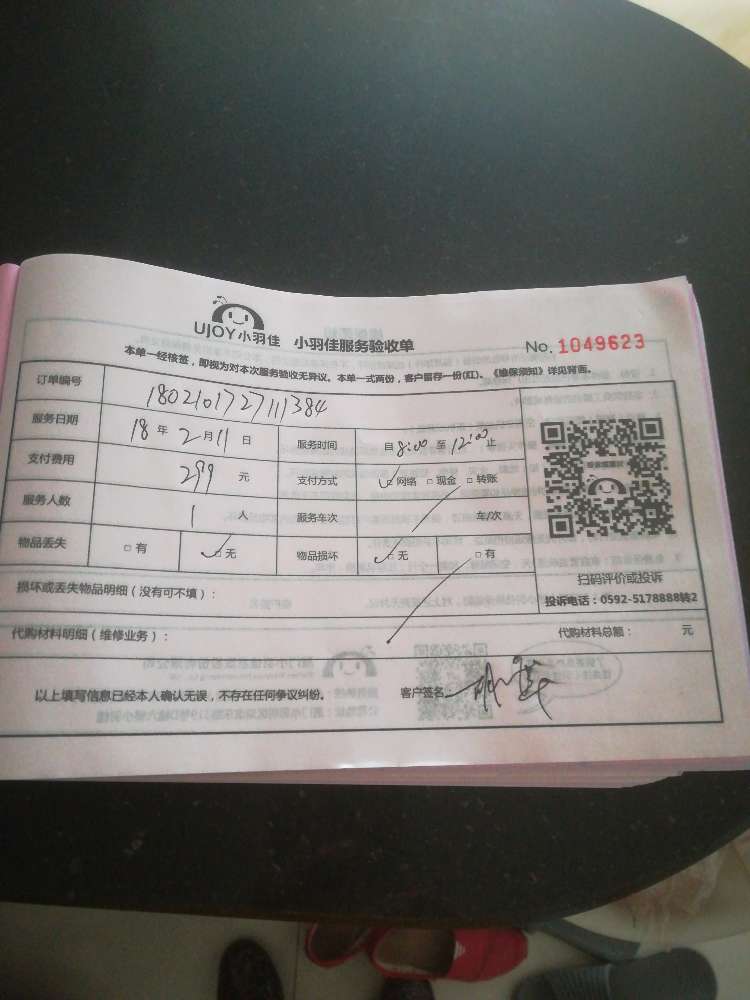 UJOY小羽佳 小羽佳服务验收单 No. 1049623
本单一经核签，即视为对本次服务验收无异议。本单一式两份，客户留存一份(红)。《维保须知》详见背面。
订单编号 1802101727111384
服务日期 18 年 2 月 11 日 服务时间 自 8:00 至 12:00 止
支付费用 299 元 支付方式 ✓□网络 □现金 □转账
服务人数 1 人 服务车次 车/次
物品丢失 □有 ✓□无 物品损坏 ✓□无 □有
扫码评价或投诉
投诉电话：0592-5178888转2
损坏或丢失物品明细（没有可不填）：
代购材料明细（维修业务）： 代购材料总额： 元
以上填写信息已经本人确认无误，不存在任何争议纠纷。 客户签名